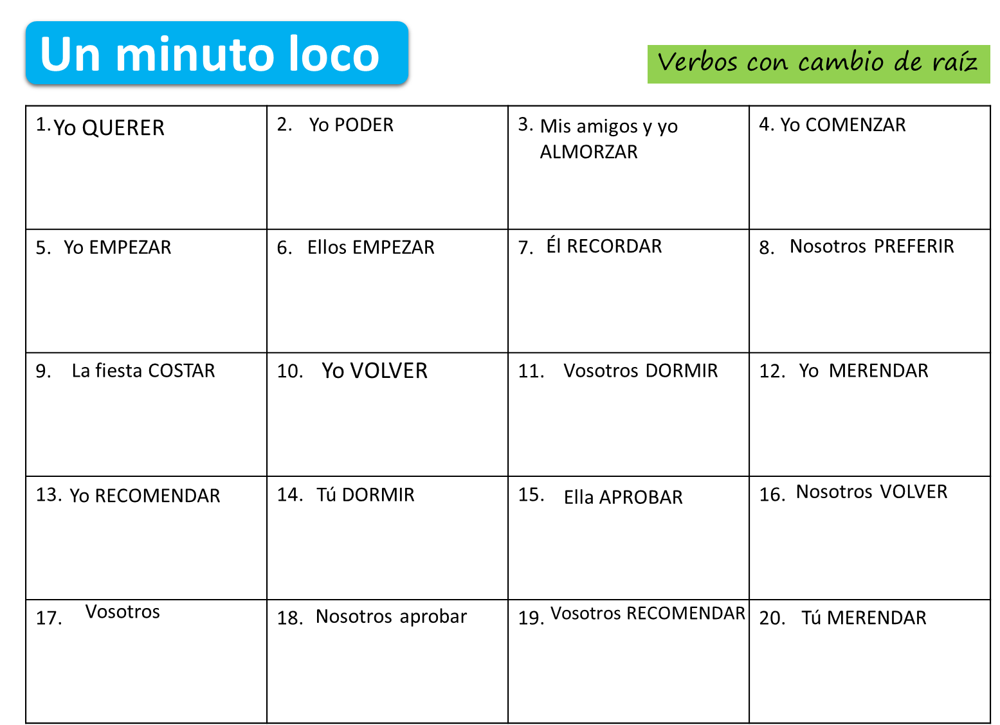 Un minuto loco
Verbos con cambio de raíz
1. Yo QUERER
2. Yo PODER
3. Mis amigos y yo
ALMORZAR
4. Yo COMENZAR
5. Yo EMPEZAR
6. Ellos EMPEZAR
7. Él RECORDAR
8. Nosotros PREFERIR
9. La fiesta COSTAR
10. Yo VOLVER
11. Vosotros DORMIR
12. Yo MERENDAR
13. Yo RECOMENDAR
14. Tú DORMIR
15. Ella APROBAR
16. Nosotros VOLVER
17. Vosotros
18. Nosotros aprobar
19. Vosotros RECOMENDAR
20. Tú MERENDAR